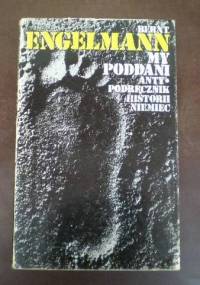 BERNT
ENGELMANN
MY
PODDANI
ANTY-
PODRĘCZNIK
HISTORII
NIEMIEC